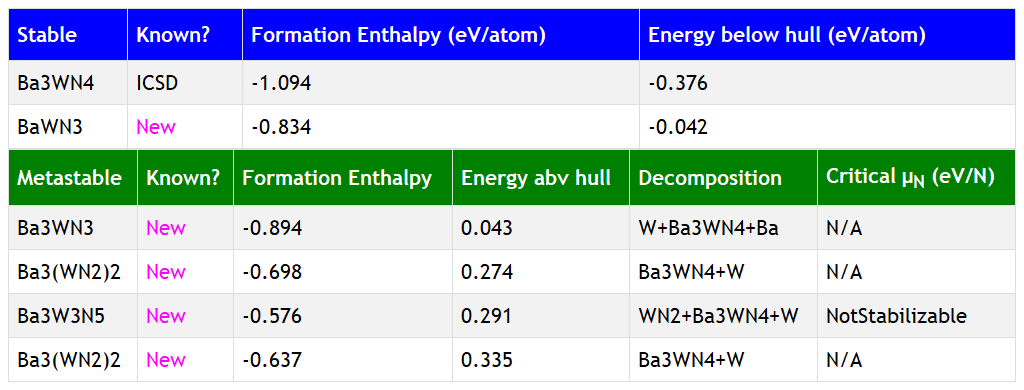 Stable Known? Formation Enthalpy (eV/atom) Energy below hull (eV/atom)
Ba3WN4 ICSD -1.094 -0.376
BaWN3 New -0.834 -0.042
Metastable Known? Formation Enthalpy Energy abv hull Decomposition Critical μN (eV/N)
Ba3WN3 New -0.894 0.043 W+Ba3WN4+Ba N/A
Ba3(WN2)2 New -0.698 0.274 Ba3WN4+W N/A
Ba3W3N5 New -0.576 0.291 WN2+Ba3WN4+W NotStabilizable
Ba3(WN2)2 New -0.637 0.335 Ba3WN4+W N/A